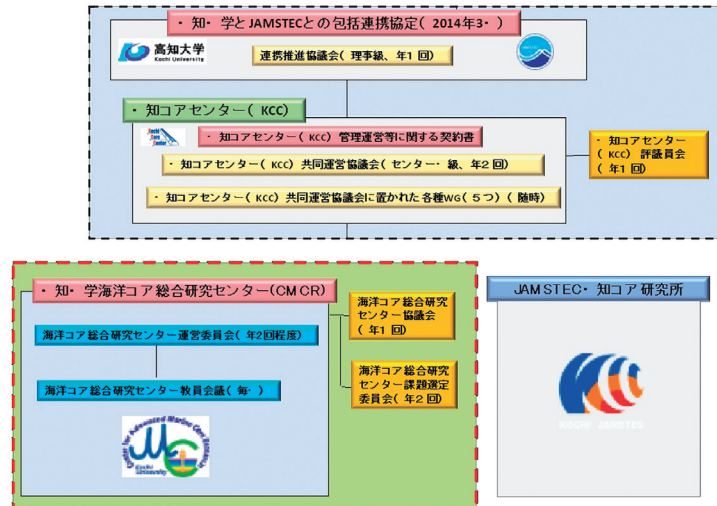 ・知・学とJAMSTECとの包括連携協定(2014年3・)
高知大学
Kochi University
連携推進協議会(理事級、年1回)
・知コアセンター(KCC)
・知コアセンター(KCC)管理運営等に関する契約書
・知コアセンター(KCC)共同運営協議会(センター・級、年2回)
・知コアセンター(KCC)共同運営協議会に置かれた各種WG(5つ)(随時)
・知コアセンター
(KCC)評議員会
(年1回)
・知・学海洋コア総合研究センター(CMCR)
海洋コア総合研究センター運営委員会(年2回程度)
海洋コア総合研究センター教員会議(毎・)
海洋コア総合研究
センター協議会
(年1回)
海洋コア総合研究
センター課題選定
委員会(年2回)
Center for Advanced Marine Core Research
Kochi
University
JAMSTEC・知コア研究所
KOCHI JAMSTEC